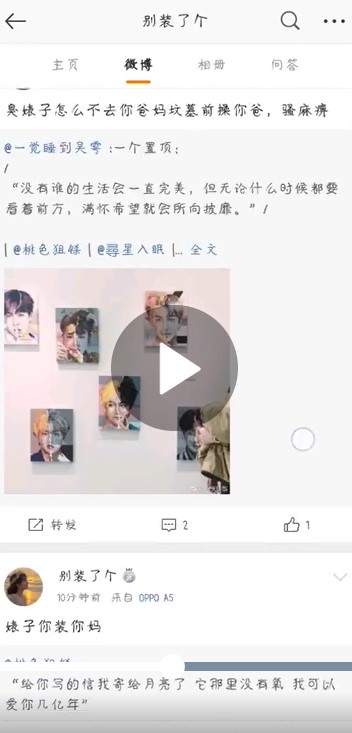 别装了个
主页 微博 相册 问答
臭婊子怎么不去你爸妈坟墓前操你爸，骚麻痹
@一觉睡到吴雩 :一个置顶；
/
“没有谁的生活会一直完美，但无论什么时候都要
看着前方，满怀希望就会所向披靡。”/
| @桃色狙击 | @尋星入眠 |... 全文
转发 2 1
别装了个
10分钟前 来自 OPPO A5
婊子你装你妈
“给你写的信我寄给月亮了 它那里没有氧 我可以
爱你几亿年”